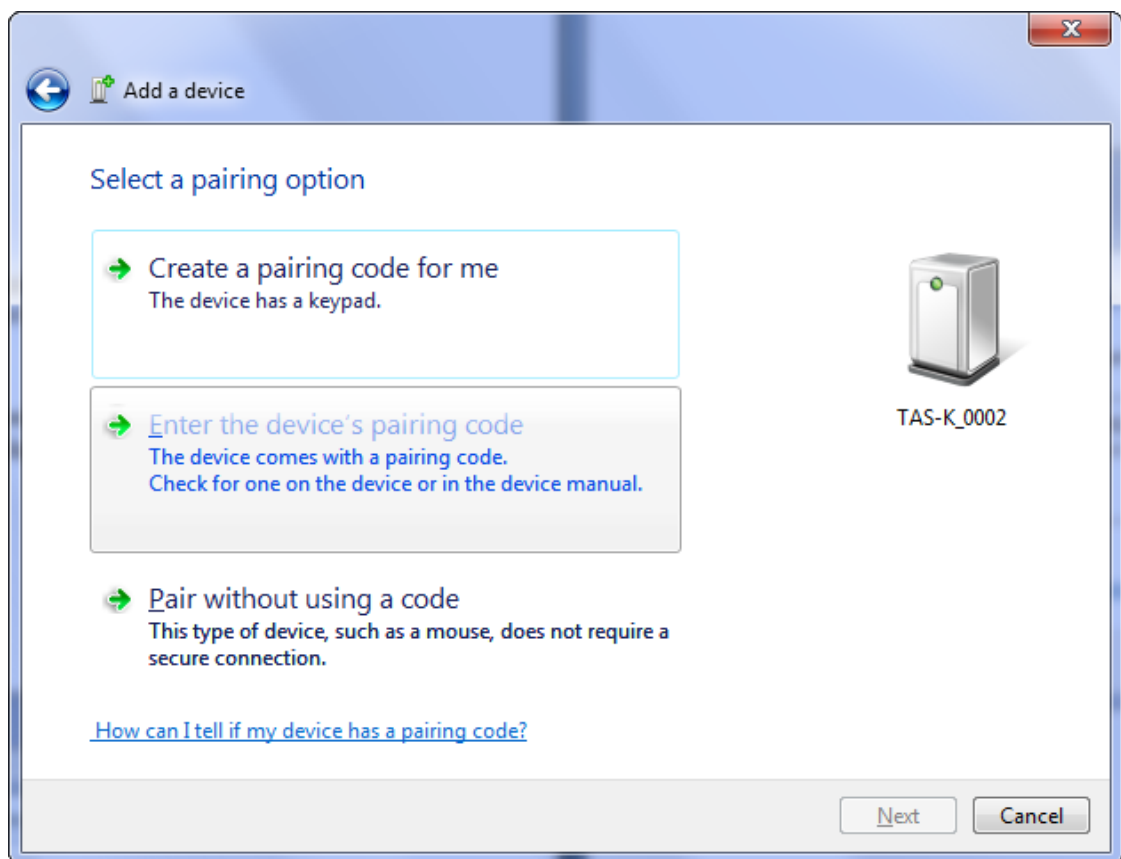 Add a device
Select a pairing option
Create a pairing code for me
The device has a keypad.
Enter the device's pairing code
The device comes with a pairing code.
Check for one on the device or in the device manual.
TAS-K_0002
Pair without using a code
This type of device, such as a mouse, does not require a
secure connection.
How can I tell if my device has a pairing code?
Next
Cancel